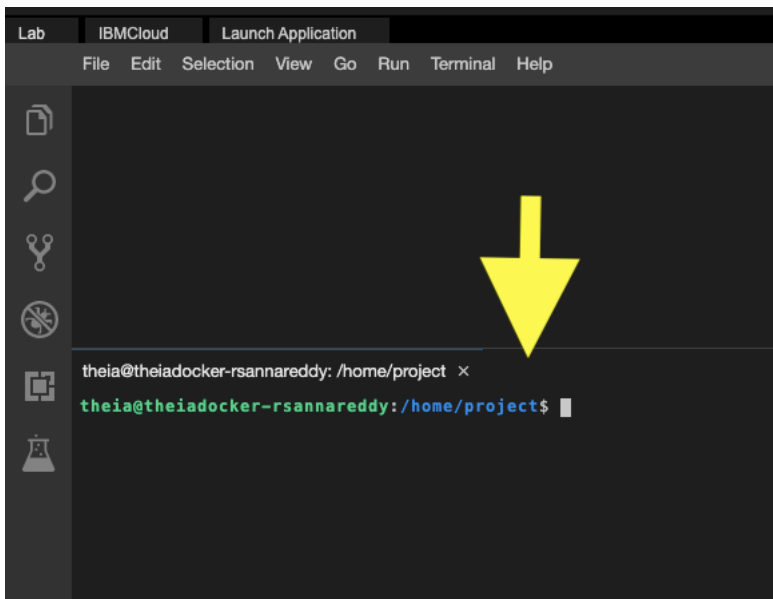 Lab IBMCloud Launch Application
File Edit Selection View Go Run Terminal Help
theia@theiadocker-rsannareddy: /home/project ×
theia@theiadocker-rsannareddy:/home/project$